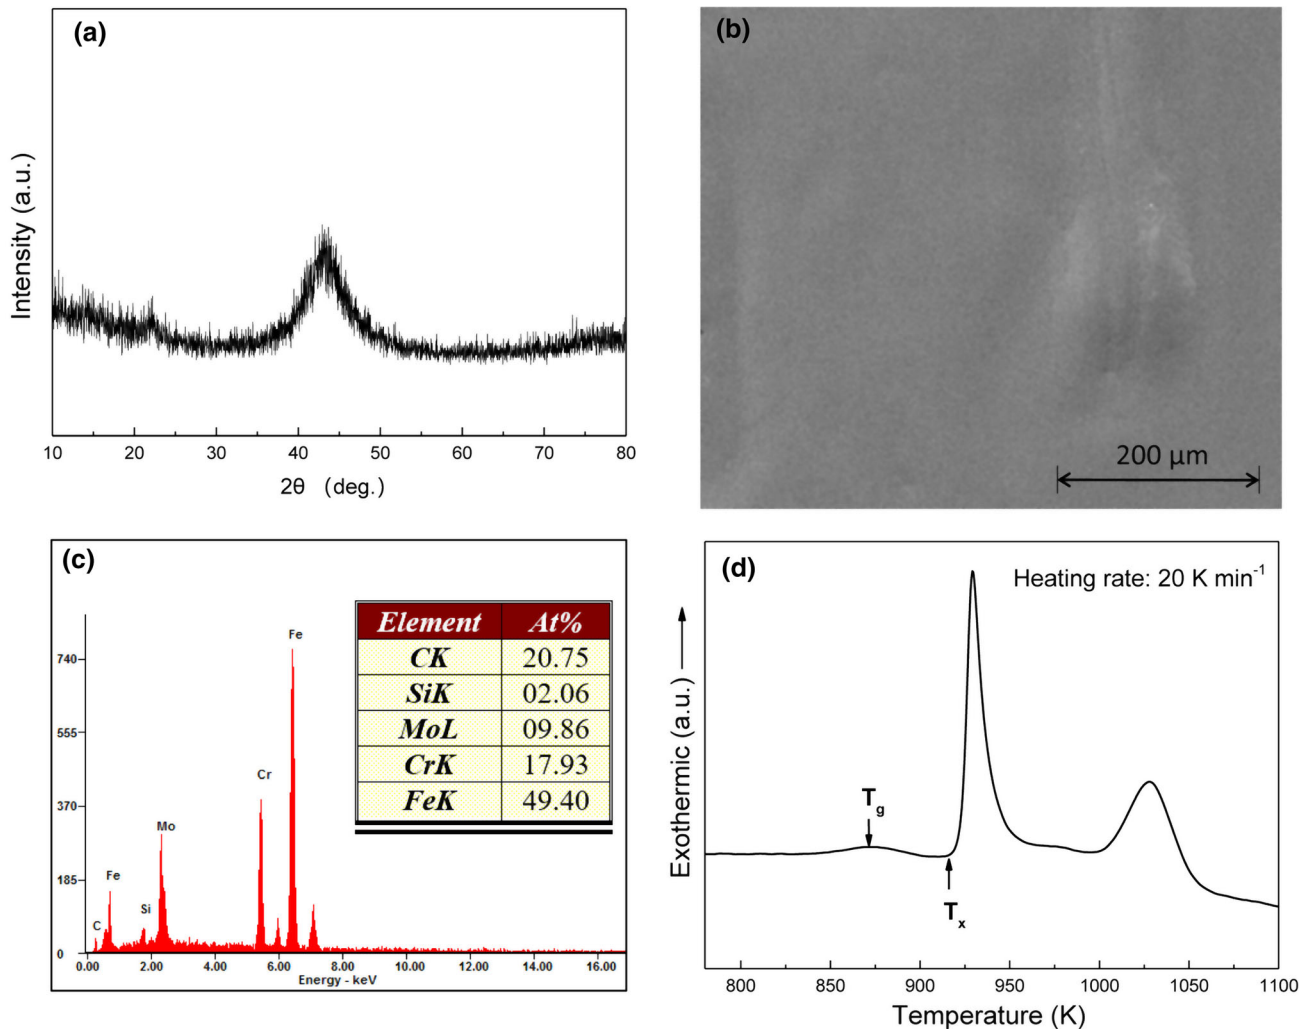 (a)
Intensity (a.u.)
10 20 30 40 50 60 70 80
2θ (deg.)
(b)
200 µm
(c)
740
555
370
185
0
C
Fe
Si
Mo
Cr
Fe
0.00 2.00 4.00 6.00 8.00 10.00 12.00 14.00 16.00
Energy - keV
Element At%
CK 20.75
SiK 02.06
MoL 09.86
CrK 17.93
FeK 49.40
(d)
Heating rate: 20 K min⁻¹
Exothermic (a.u.)
Tg
Tx
800 850 900 950 1000 1050 1100
Temperature (K)